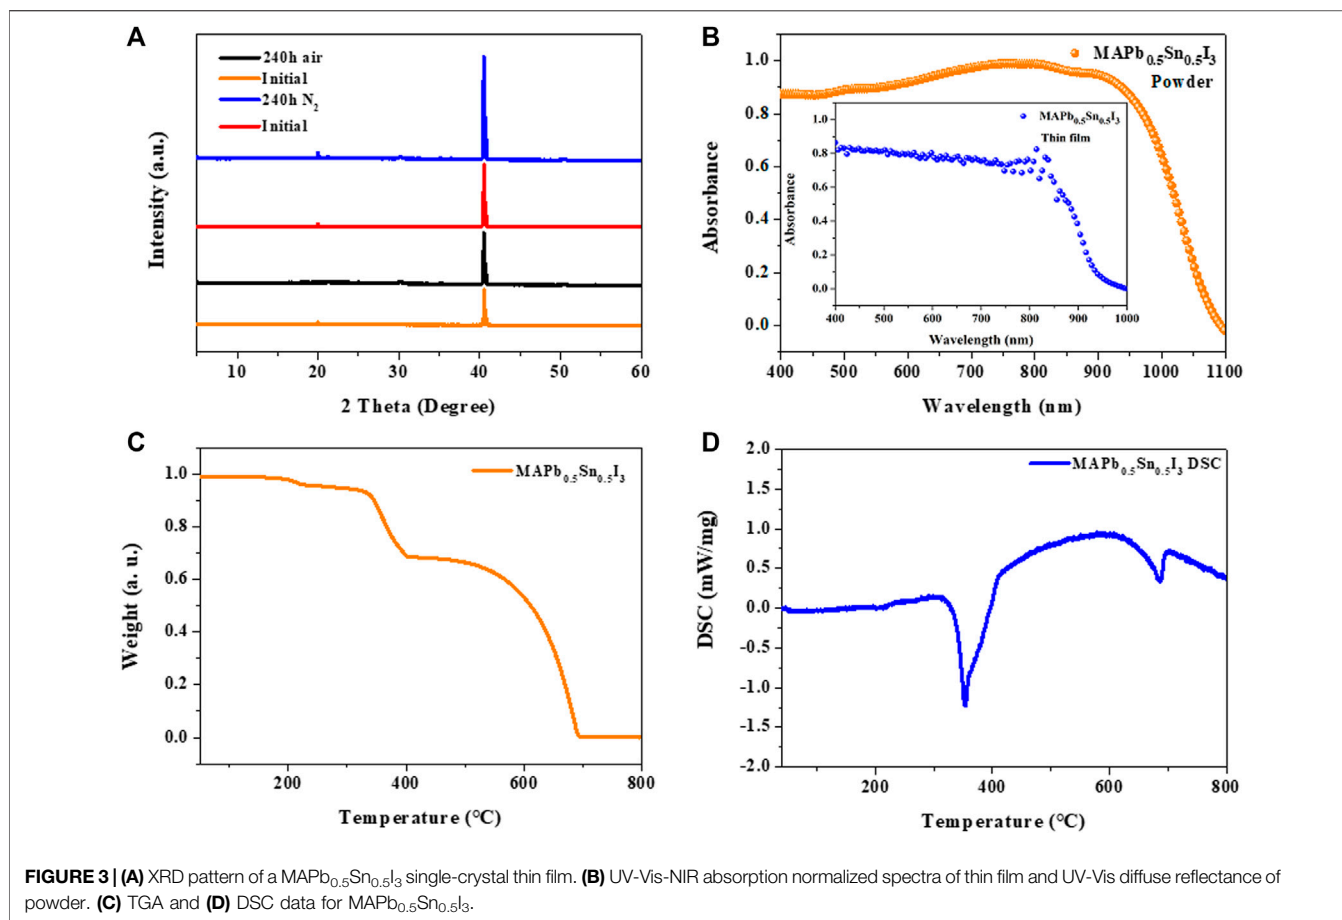 A
240h air
Initial
240h N₂
Initial
Intensity (a.u.)
10 20 30 40 50 60
2 Theta (Degree)
B
MAPb₀.₅Sn₀.₅I₃
Powder
Absorbance
1.0
0.8
0.6
0.4
0.2
0.0
400 500 600 700 800 900 1000 1100
Wavelength (nm)
MAPb₀.₅Sn₀.₅I₃
Thin film
Absorbance
1.0
0.8
0.6
0.4
0.2
0.0
400 500 600 700 800 900 1000
Wavelength (nm)
C
MAPb₀.₅Sn₀.₅I₃
Weight (a. u.)
1.0
0.8
0.6
0.4
0.2
0.0
200 400 600 800
Temperature (°C)
D
MAPb₀.₅Sn₀.₅I₃ DSC
DSC (mW/mg)
2.0
1.5
1.0
0.5
0.0
-0.5
-1.0
-1.5
-2.0
200 400 600 800
Temperature (°C)
FIGURE 3 | (A) XRD pattern of a MAPb₀.₅Sn₀.₅I₃ single-crystal thin film. (B) UV-Vis-NIR absorption normalized spectra of thin film and UV-Vis diffuse reflectance of
powder. (C) TGA and (D) DSC data for MAPb₀.₅Sn₀.₅I₃.